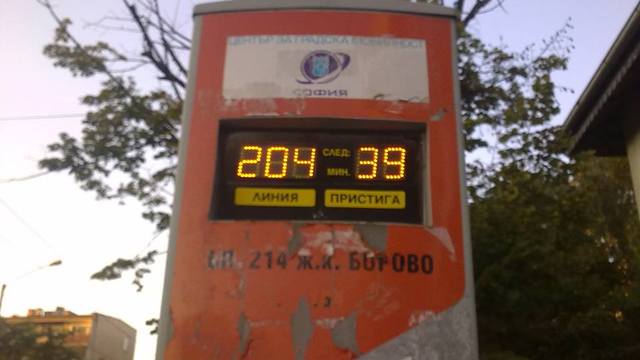 ЦЕНТЪР ЗА ГРАДСКА МОБИЛНОСТ
СОФИЯ
204 СЛЕД: 39
МИН.
ЛИНИЯ ПРИСТИГА
БЛ. 214 ж.к. БОРОВО